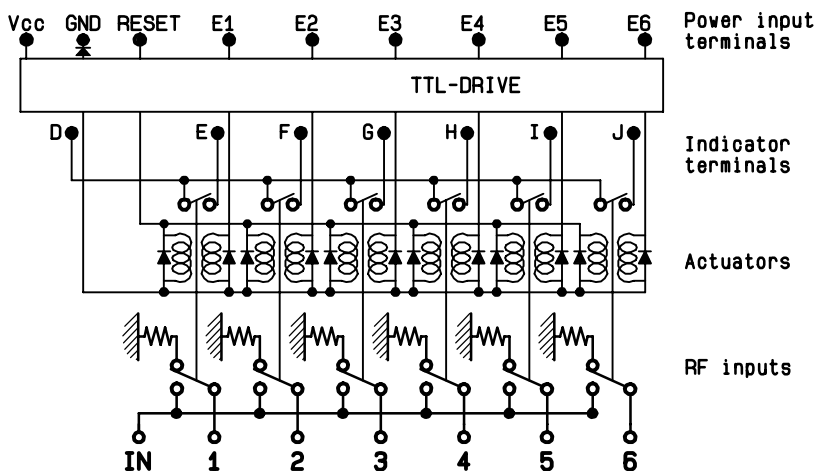 Vcc GND RESET E1 E2 E3 E4 E5 E6
Power input
terminals
TTL-DRIVE
D E F G H I J
Indicator
terminals
Actuators
RF inputs
IN 1 2 3 4 5 6